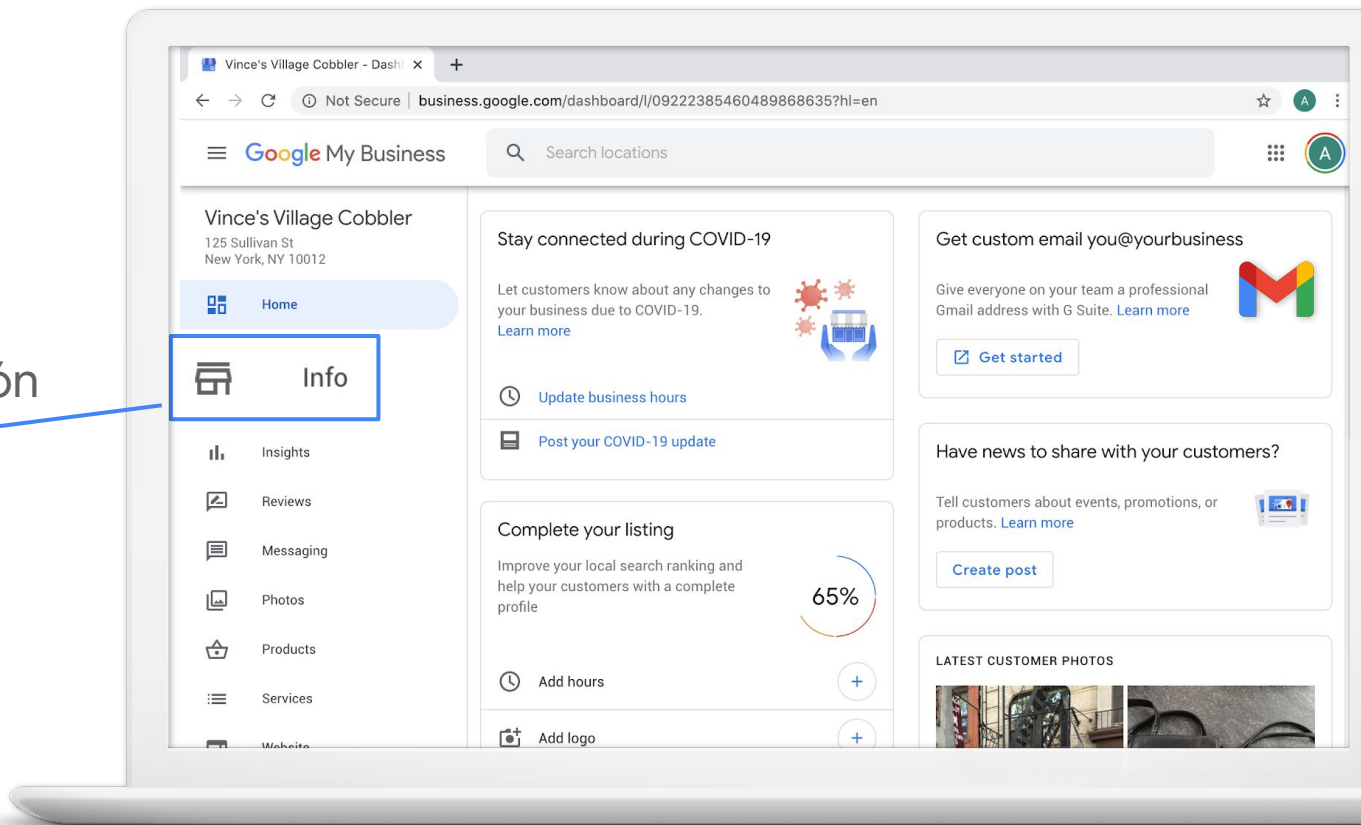 Vince's Village Cobbler - Dash
Not Secure | business.google.com/dashboard/l/09222385460489868635?hl=en
A
Google My Business
Search locations
A
Vince's Village Cobbler
125 Sullivan St
New York, NY 10012
Home
Info
ón
Insights
Reviews
Messaging
Photos
Products
Services
Website
Stay connected during COVID-19
Let customers know about any changes to
your business due to COVID-19.
Learn more
Update business hours
Post your COVID-19 update
Complete your listing
Improve your local search ranking and
help your customers with a complete
profile
65%
Add hours
Add logo
Get custom email you@yourbusiness
Give everyone on your team a professional
Gmail address with G Suite. Learn more
Get started
Have news to share with your customers?
Tell customers about events, promotions, or
products. Learn more
Create post
LATEST CUSTOMER PHOTOS